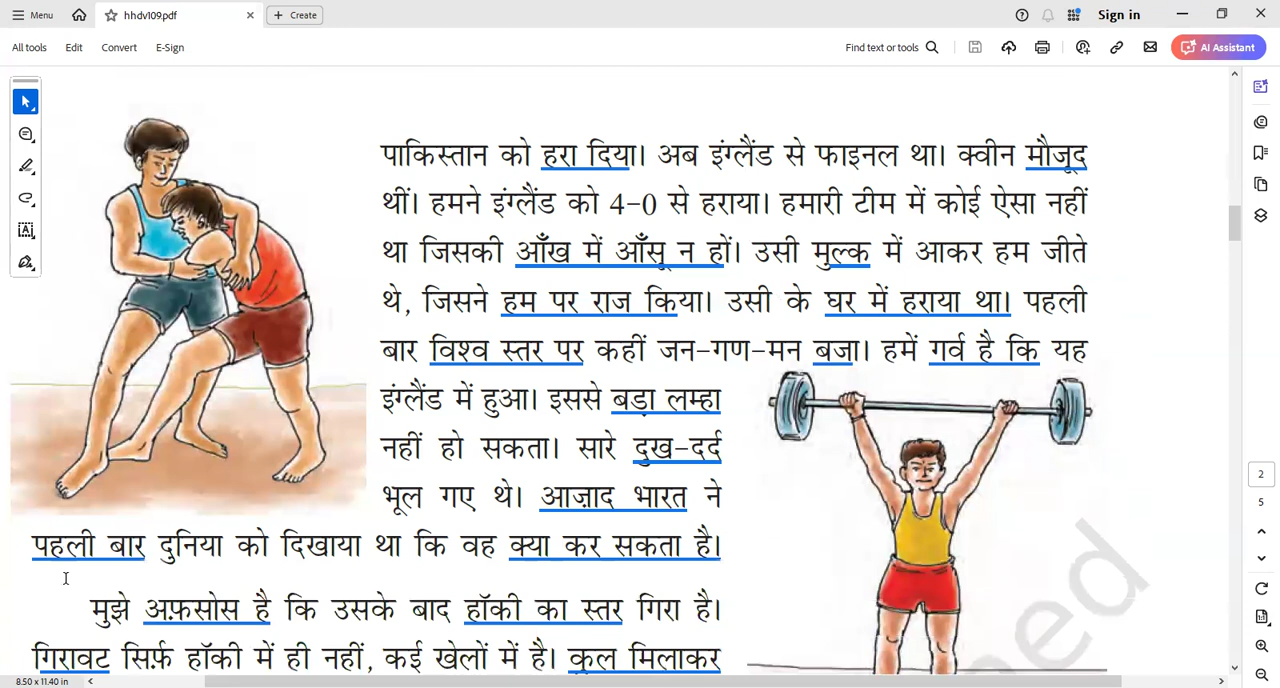 Menu
hhdv109.pdf
Create
Sign in
All tools
Edit
Convert
E-Sign
Find text or tools
AI Assistant
पाकिस्तान को हरा दिया। अब इंग्लैंड से फाइनल था। क्वीन मौजूद
थीं। हमने इंग्लैंड को 4-0 से हराया। हमारी टीम में कोई ऐसा नहीं
था जिसकी आँख में आँसू न हों। उसी मुल्क में आकर हम जीते
थे, जिसने हम पर राज किया। उसी के घर में हराया था। पहली
बार विश्व स्तर पर कहीं जन-गण-मन बजा। हमें गर्व है कि यह
इंग्लैंड में हुआ। इससे बड़ा लम्हा
नहीं हो सकता। सारे दुख-दर्द
भूल गए थे। आज़ाद भारत ने
पहली बार दुनिया को दिखाया था कि वह क्या कर सकता है।
मुझे अफ़सोस है कि उसके बाद हॉकी का स्तर गिरा है।
गिरावट सिर्फ़ हॉकी में ही नहीं, कई खेलों में है। कुल मिलाकर
ed
2
5
8.50 x 11.40 in